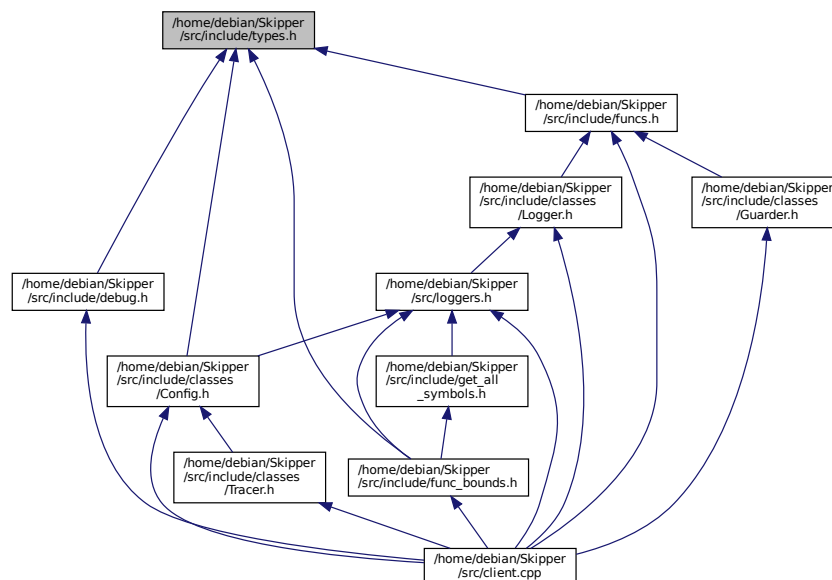 /home/debian/Skipper
/src/include/types.h
/home/debian/Skipper
/src/include/funcs.h
/home/debian/Skipper
/src/include/classes
/Logger.h
/home/debian/Skipper
/src/include/classes
/Guarder.h
/home/debian/Skipper
/src/include/debug.h
/home/debian/Skipper
/src/loggers.h
/home/debian/Skipper
/src/include/classes
/Config.h
/home/debian/Skipper
/src/include/get_all
_symbols.h
/home/debian/Skipper
/src/include/classes
/Tracer.h
/home/debian/Skipper
/src/include/func_bounds.h
/home/debian/Skipper
/src/client.cpp